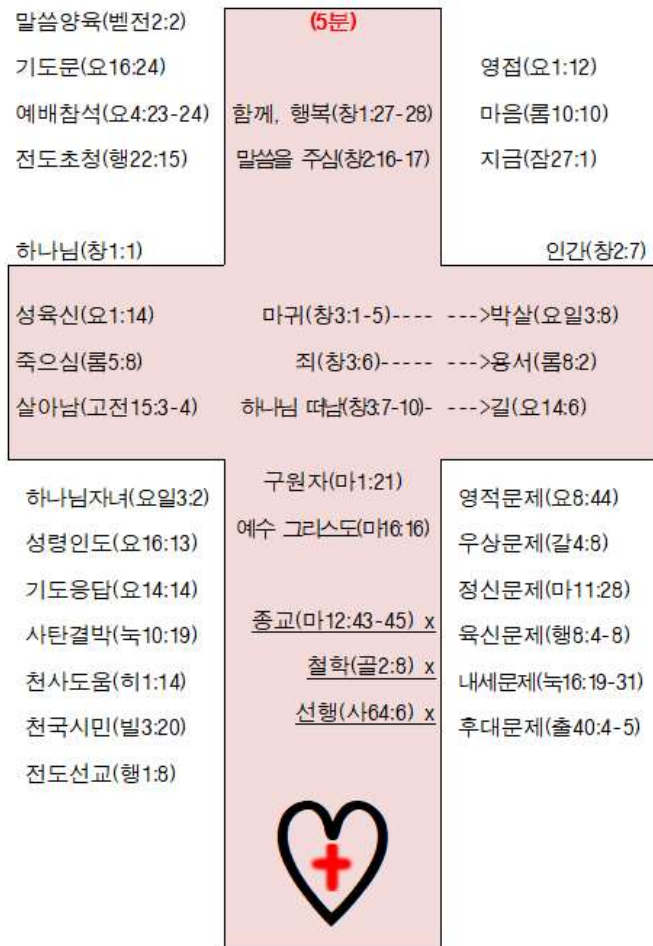 말씀양육(벧전2:2)
기도문(요16:24)
예배참석(요4:23-24)
전도초청(행22:15)
(5분)
함께, 행복(창1:27-28)
말씀을 주심(창2:16-17)
영접(요1:12)
마음(롬10:10)
지금(잠27:1)
하나님(창1:1)
인간(창2:7)
성육신(요1:14)
죽으심(롬5:8)
살아남(고전15:3-4)
마귀(창3:1-5)---- --->박살(요일3:8)
죄(창3:6)----- --->용서(롬8:2)
하나님 떠남(창3:7-10)- --->길(요14:6)
구원자(마1:21)
예수 그리스도(마16:16)
종교(마12:43-45) x
철학(골2:8) x
선행(사64:6) x
하나님자녀(요일3:2)
성령인도(요16:13)
기도응답(요14:14)
사탄결박(눅10:19)
천사도움(히1:14)
천국시민(빌3:20)
전도선교(행1:8)
영적문제(요8:44)
우상문제(갈4:8)
정신문제(마11:28)
육신문제(행8:4-8)
내세문제(눅16:19-31)
후대문제(출40:4-5)